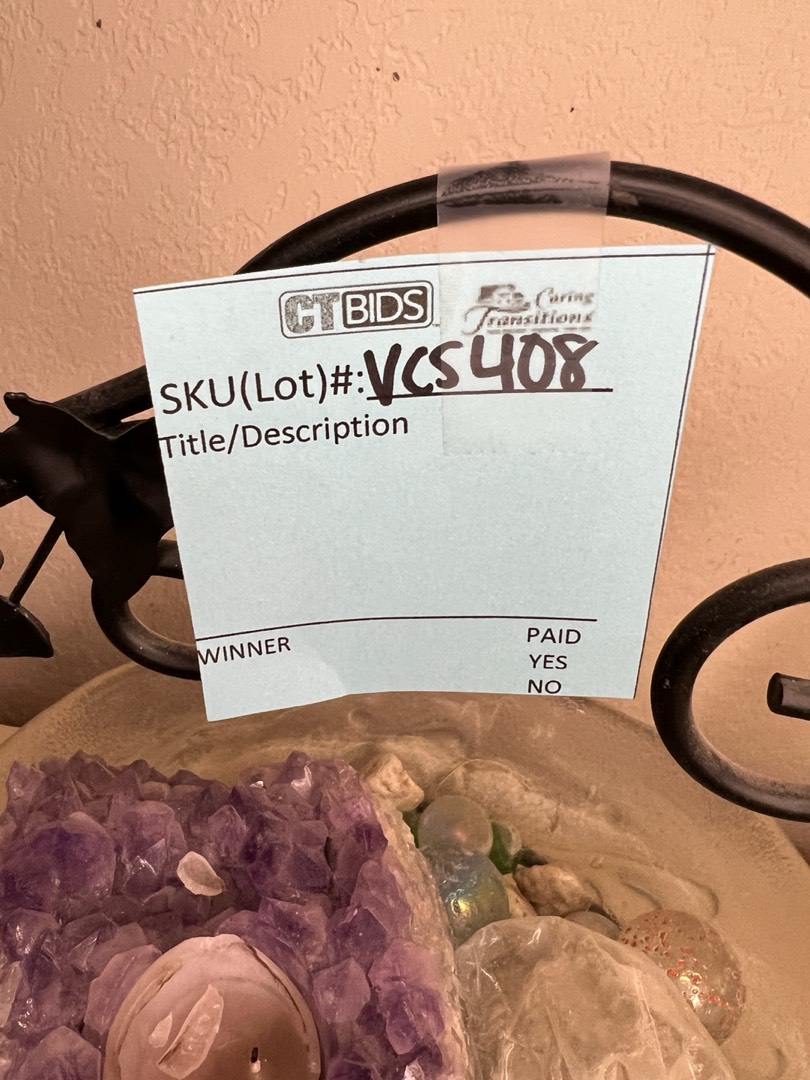 CTBIDS
Caring
Transitions
SKU(Lot)#:VCS408
Title/Description
WINNER
PAID
YES
NO